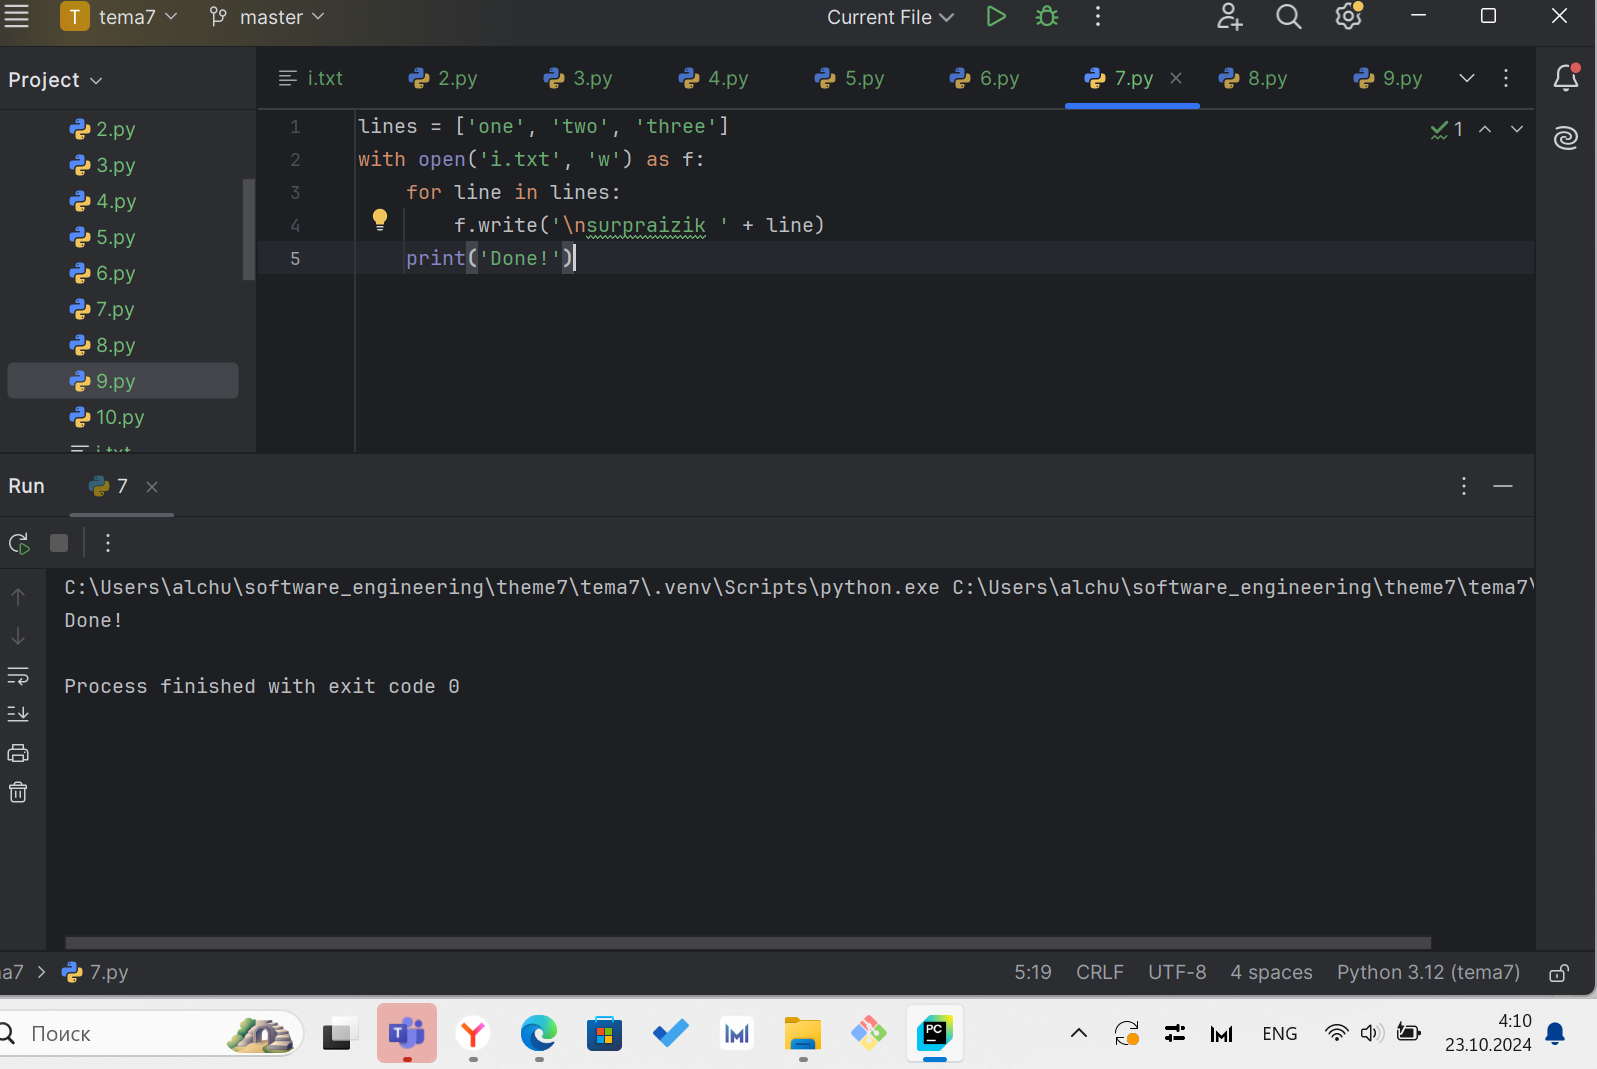 T tema7 master Current File
Project
i.txt 2.py 3.py 4.py 5.py 6.py 7.py 8.py 9.py
2.py
3.py
4.py
5.py
6.py
7.py
8.py
9.py
10.py
i.txt
1 lines = ['one', 'two', 'three']
2 with open('i.txt', 'w') as f:
3 for line in lines:
4 f.write('\nsurpraizik ' + line)
5 print('Done!')
1
Run 7
C:\Users\alchu\software_engineering\theme7\tema7\.venv\Scripts\python.exe C:\Users\alchu\software_engineering\theme7\tema7\
Done!
Process finished with exit code 0
a7 7.py 5:19 CRLF UTF-8 4 spaces Python 3.12 (tema7)
Поиск
T
PC
ENG
4:10
23.10.2024